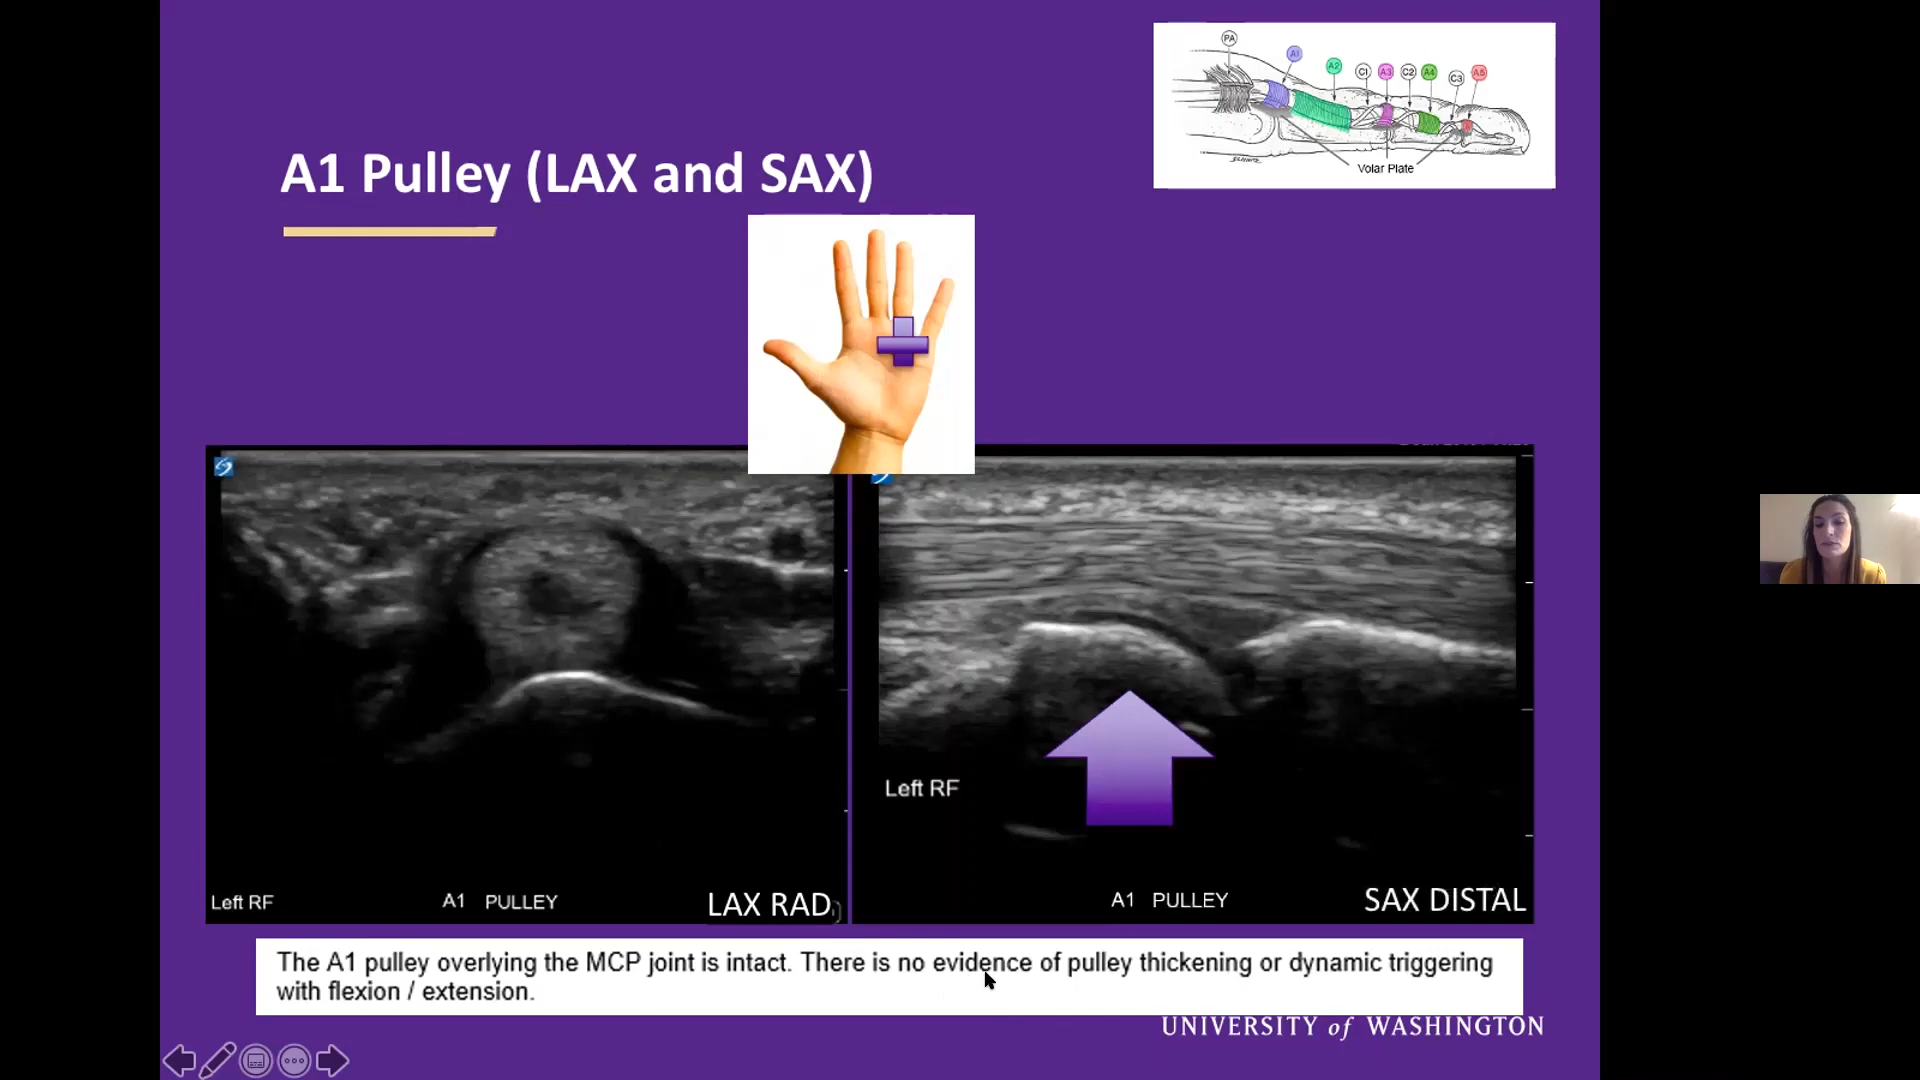 PA
A1
A2
C1
A3
C2
A4
C3
A5
Volar Plate
A1 Pulley (LAX and SAX)
Left RF
A1 PULLEY
LAX RAD
Left RF
A1 PULLEY
SAX DISTAL
The A1 pulley overlying the MCP joint is intact. There is no evidence of pulley thickening or dynamic triggering
with flexion / extension.
UNIVERSITY of WASHINGTON